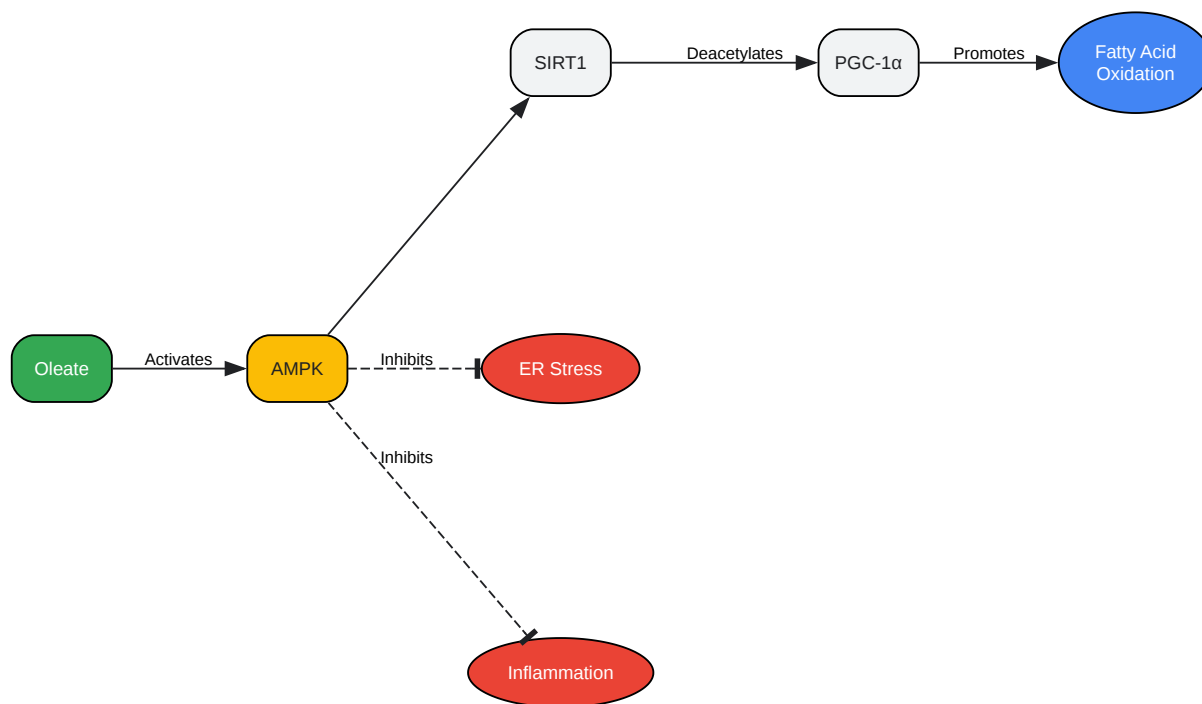 SIRT1
Deacetylates
PGC-1α
Promotes
Fatty Acid
Oxidation
Oleate
Activates
AMPK
Inhibits
ER Stress
Inhibits
Inflammation